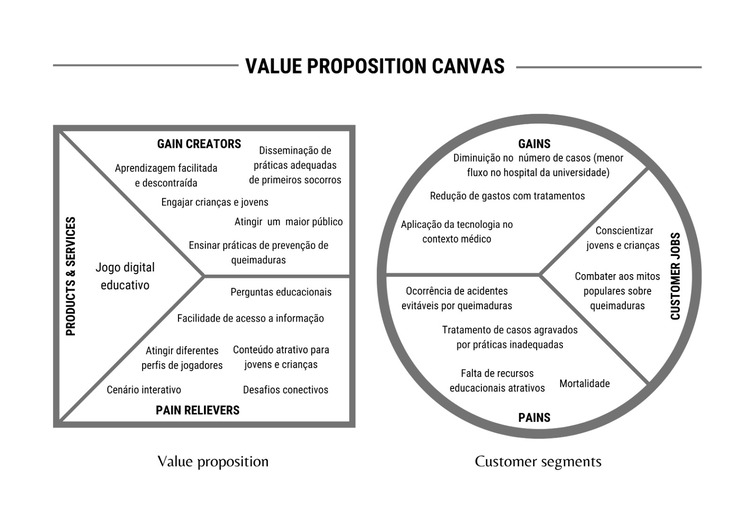 VALUE PROPOSITION CANVAS
GAIN CREATORS
Disseminação de
práticas adequadas
de primeiros socorros
Aprendizagem facilitada
e descontraída
Engajar crianças e jovens
Atingir um maior público
Ensinar práticas de prevenção de
queimaduras
PRODUCTS & SERVICES
Jogo digital
educativo
Perguntas educacionais
Facilidade de acesso a informação
Atingir diferentes
perfis de jogadores
Conteúdo atrativo para
jovens e crianças
Cenário interativo
Desafios conectivos
PAIN RELIEVERS
Value proposition
GAINS
Diminuição no número de casos (menor
fluxo no hospital da universidade)
Redução de gastos com tratamentos
Aplicação da tecnologia no
contexto médico
Conscientizar
jovens e crianças
Combater aos mitos
populares sobre
queimaduras
CUSTOMER JOBS
Ocorrência de acidentes
evitáveis por queimaduras
Tratamento de casos agravados
por práticas inadequadas
Falta de recursos
educacionais atrativos
Mortalidade
PAINS
Customer segments